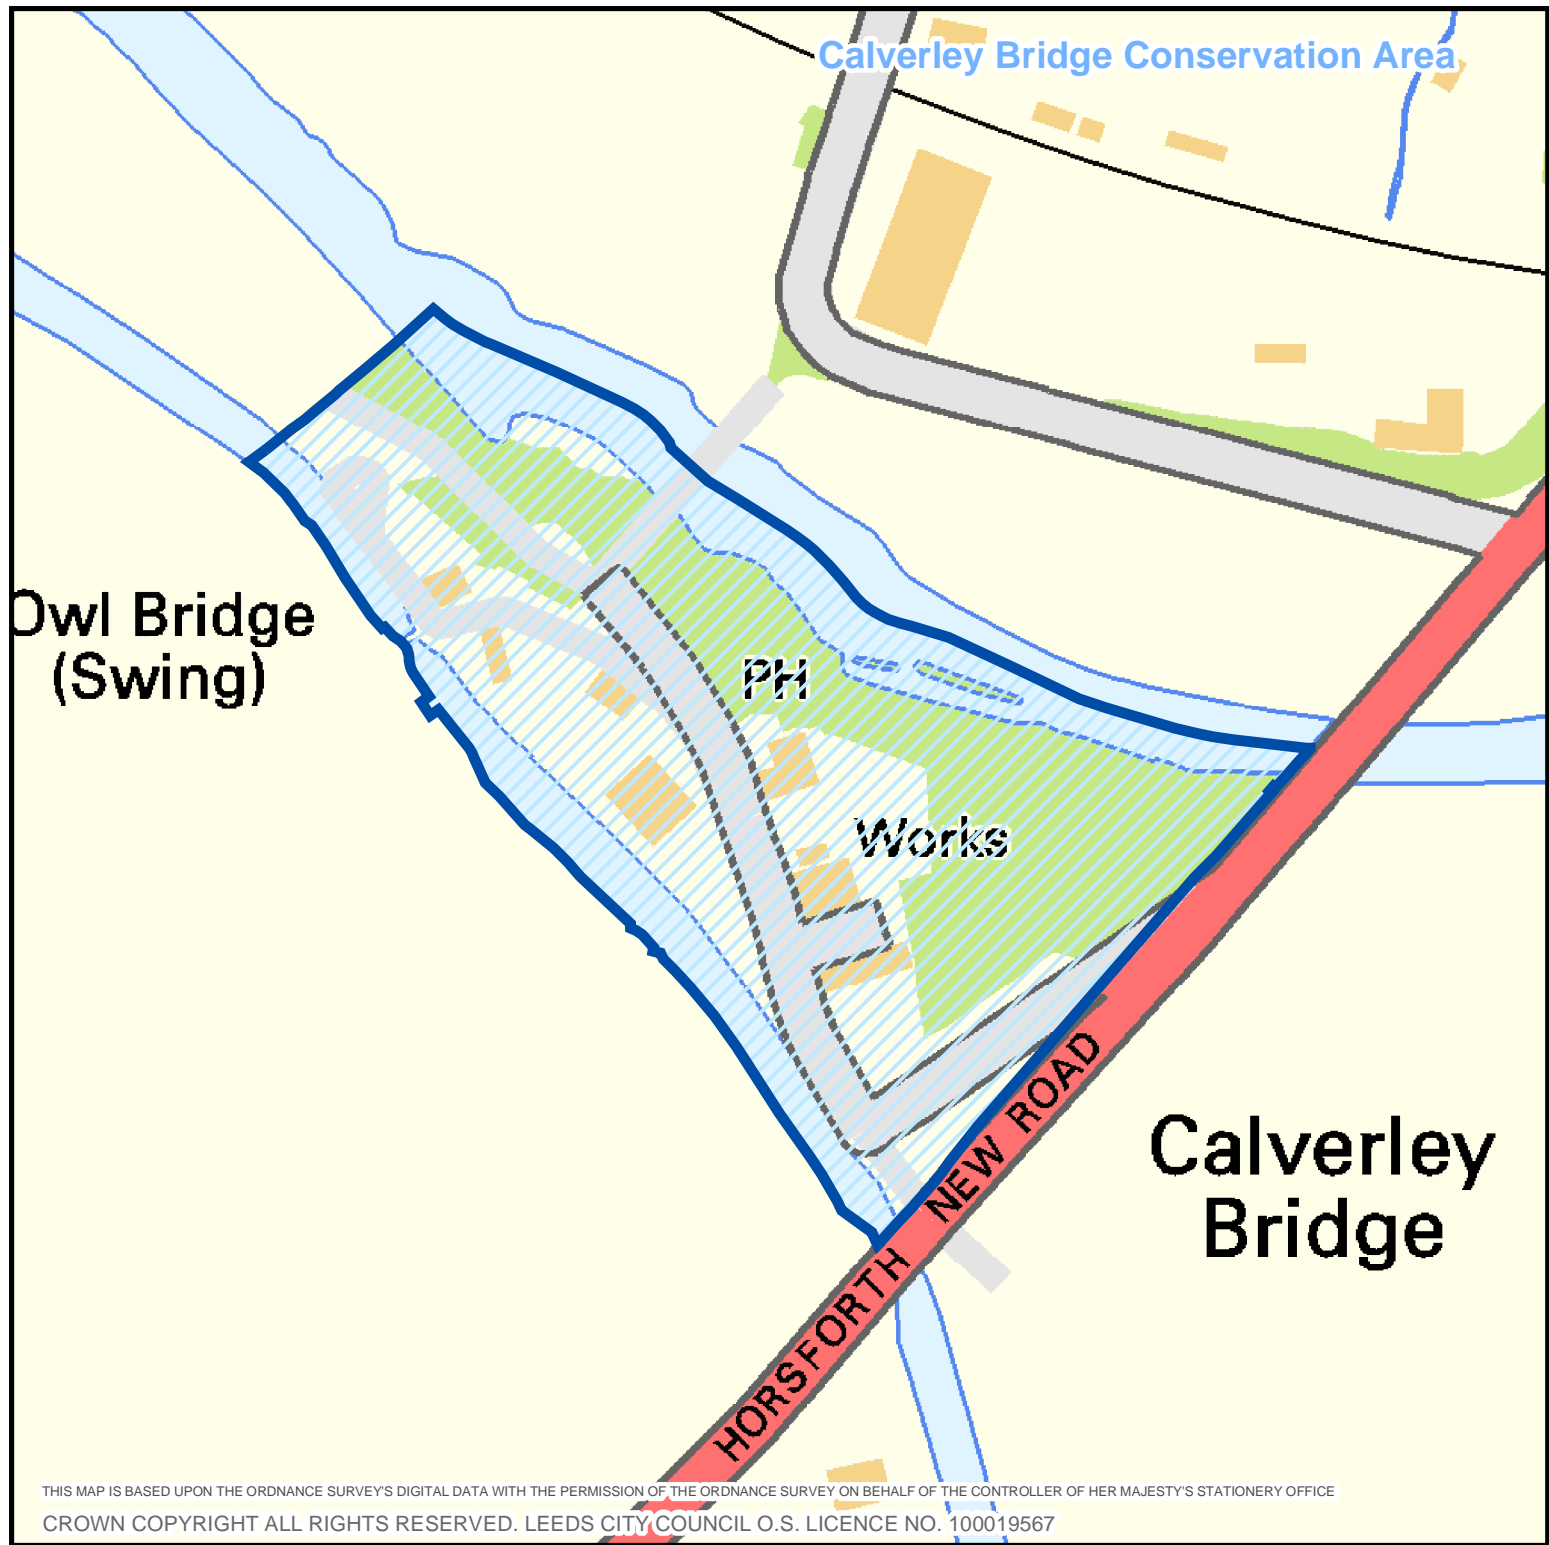 Calverley Bridge Conservation Area
Owl Bridge
(Swing)
PH
Works
HORSFORTH NEW ROAD
Calverley
Bridge
THIS MAP IS BASED UPON THE ORDNANCE SURVEY'S DIGITAL DATA WITH THE PERMISSION OF THE ORDNANCE SURVEY ON BEHALF OF THE CONTROLLER OF HER MAJESTY'S STATIONERY OFFICE
CROWN COPYRIGHT ALL RIGHTS RESERVED. LEEDS CITY COUNCIL O.S. LICENCE NO. 100019567